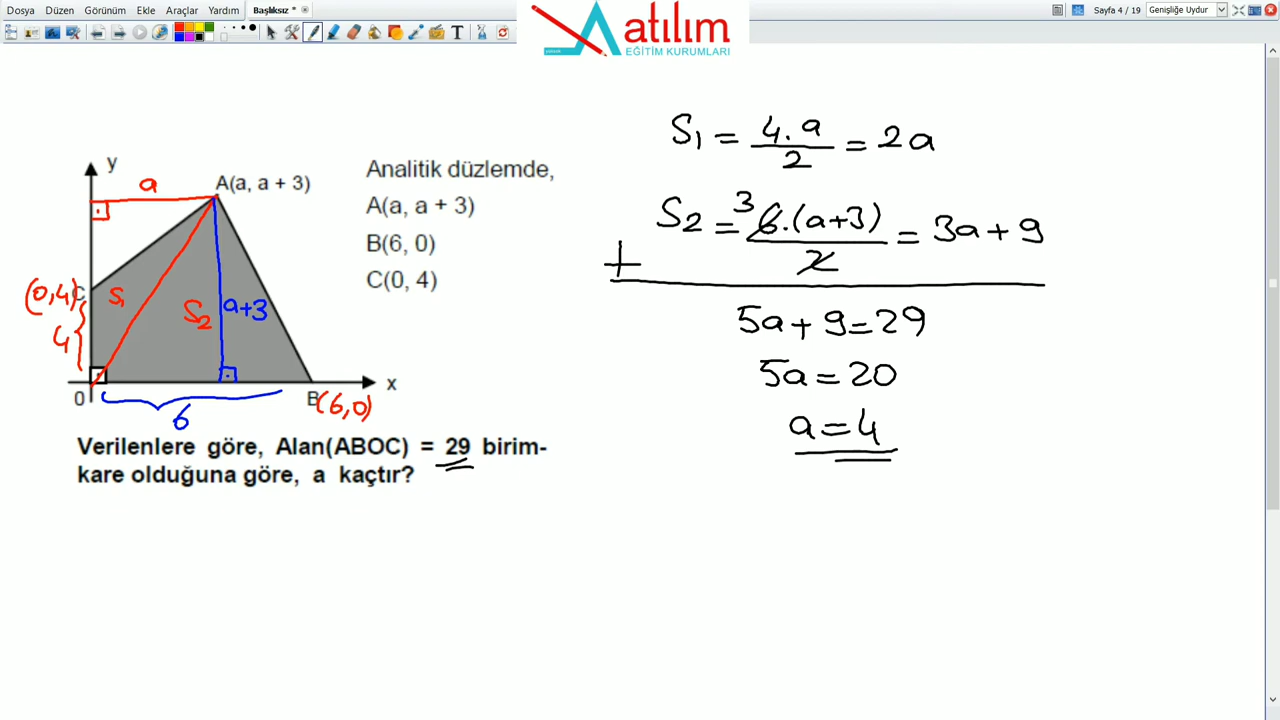 Dosya Düzen Görünüm Ekle Araçlar Yardım Başlıksız *
Sayfa 4 / 19 Genişliğe Uydur
atılım
EĞİTİM KURUMLARI
y
a
A(a, a + 3)
(0,4) C
4
S1
S2
a+3
0
6
B(6,0)
x
Analitik düzlemde,
A(a, a + 3)
B(6, 0)
C(0, 4)
Verilenlere göre, Alan(ABOC) = 29 birim-
kare olduğuna göre, a kaçtır?
S1 = 4.a/2 = 2a
S2 = 3 6.(a+3)/2 = 3a + 9
+
5a + 9 = 29
5a = 20
a = 4